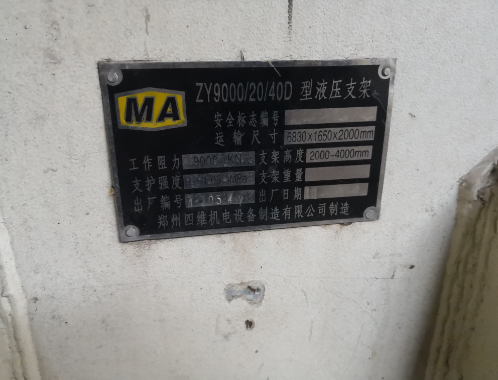 MA
ZY9000/20/40D 型液压支架
安全标志编号
运输尺寸 6830x1650x2000mm
工作阻力 9000 KN 支架高度 2000-4000mm
支护强度 支架重量
出厂编号 出厂日期
郑州四维机电设备制造有限公司制造